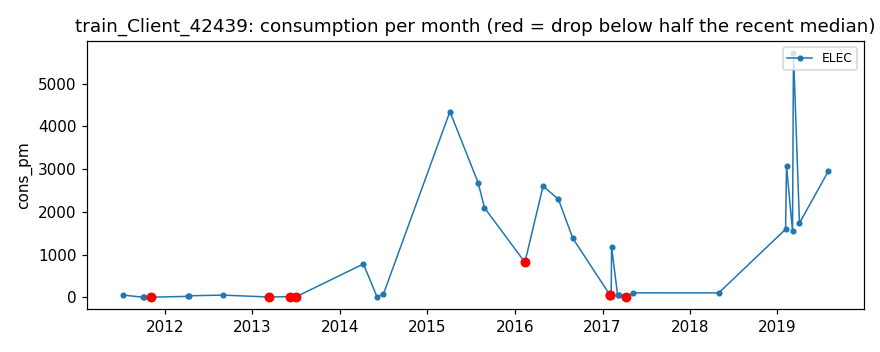 train_Client_42439: consumption per month (red = drop below half the recent median)
ELEC
cons_pm
5000
4000
3000
2000
1000
0
2012 2013 2014 2015 2016 2017 2018 2019